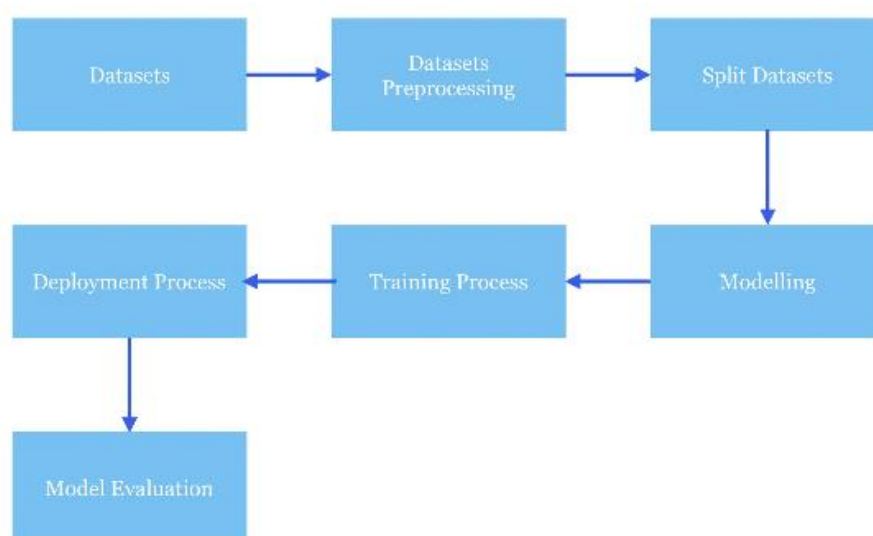 Datasets
Datasets
Preprocessing
Split Datasets
Modelling
Training Process
Deployment Process
Model Evaluation